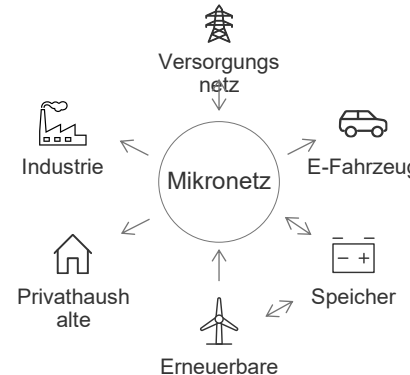 Versorgungs
netz
Industrie
E-Fahrzeug
Mikronetz
Privathaush
alte
Speicher
Erneuerbare